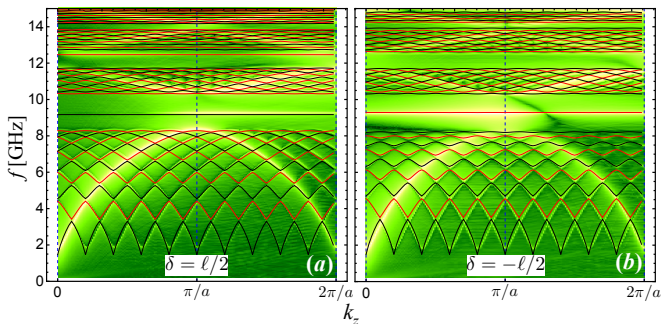 14
12
10
8
6
4
2
0
f [GHz]
δ = ℓ/2
(a)
δ = −ℓ/2
(b)
0
π/a
2π/a
0
π/a
2π/a
k_z